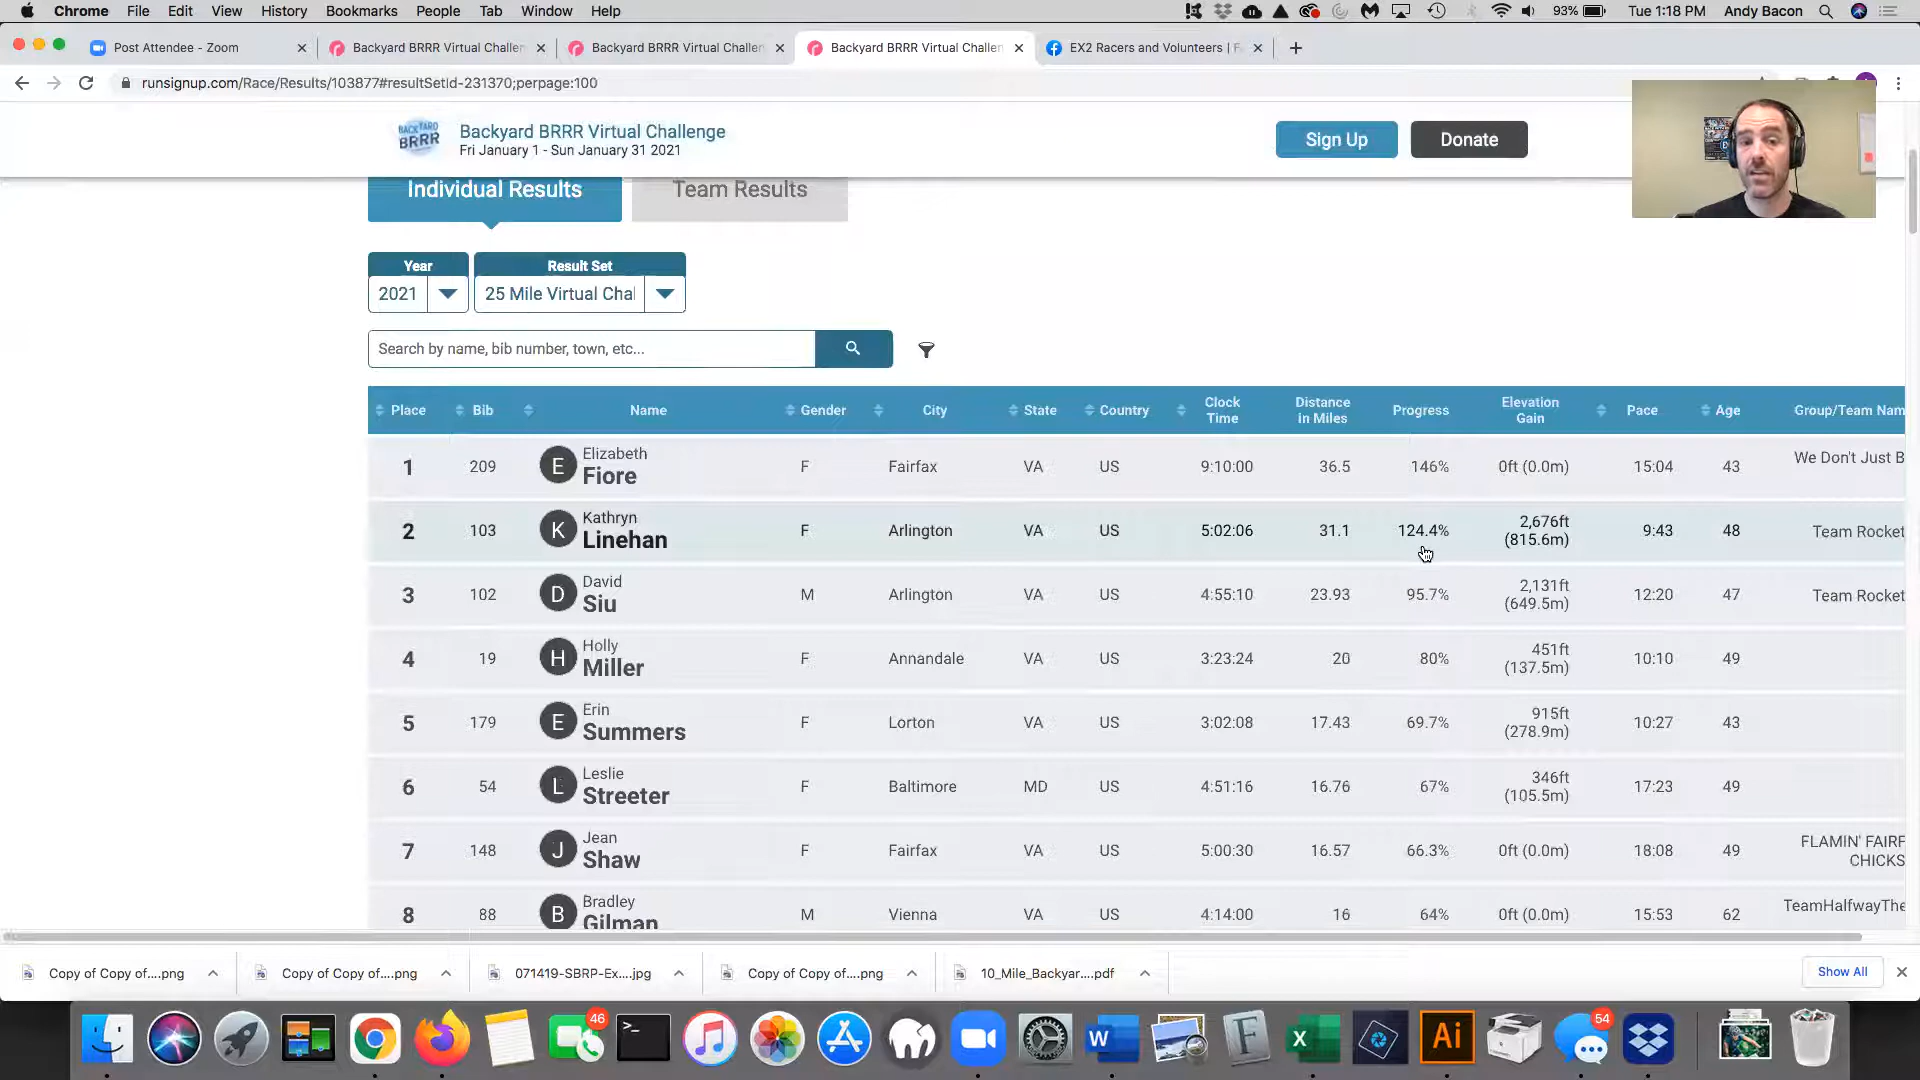 Chrome File Edit View History Bookmarks People Tab Window Help 93% Tue 1:18 PM Andy Bacon
Post Attendee - Zoom Backyard BRRR Virtual Challen Backyard BRRR Virtual Challen Backyard BRRR Virtual Challen EX2 Racers and Volunteers | F
runsignup.com/Race/Results/103877#resultSetId-231370;perpage:100
BACKYARD BRRR
Backyard BRRR Virtual Challenge
Fri January 1 - Sun January 31 2021
Sign Up Donate
Individual Results Team Results
Year Result Set
2021 25 Mile Virtual Chal
Search by name, bib number, town, etc...
Place Bib Name Gender City State Country Clock Time Distance in Miles Progress Elevation Gain Pace Age Group/Team Nam
1 209 E Elizabeth Fiore F Fairfax VA US 9:10:00 36.5 146% 0ft (0.0m) 15:04 43 We Don't Just B
2 103 K Kathryn Linehan F Arlington VA US 5:02:06 31.1 124.4% 2,676ft (815.6m) 9:43 48 Team Rocket
3 102 D David Siu M Arlington VA US 4:55:10 23.93 95.7% 2,131ft (649.5m) 12:20 47 Team Rocket
4 19 H Holly Miller F Annandale VA US 3:23:24 20 80% 451ft (137.5m) 10:10 49
5 179 E Erin Summers F Lorton VA US 3:02:08 17.43 69.7% 915ft (278.9m) 10:27 43
6 54 L Leslie Streeter F Baltimore MD US 4:51:16 16.76 67% 346ft (105.5m) 17:23 49
7 148 J Jean Shaw F Fairfax VA US 5:00:30 16.57 66.3% 0ft (0.0m) 18:08 49 FLAMIN' FAIRF CHICKS
8 88 B Bradley Gilman M Vienna VA US 4:14:00 16 64% 0ft (0.0m) 15:53 62 TeamHalfwayThe
Copy of Copy of....png Copy of Copy of....png 071419-SBRP-Ex....jpg Copy of Copy of....png 10_Mile_Backyar....pdf Show All
46 W F X Ai 54